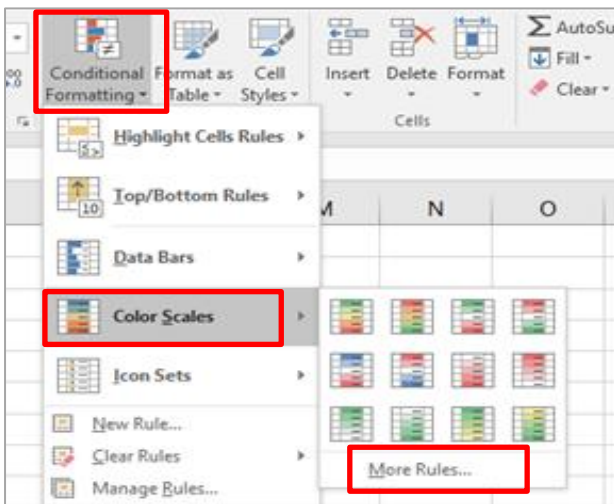 Conditional Formatting
Format as Table
Cell Styles
Insert
Delete
Format
AutoSu
Fill
Clear
Cells
Highlight Cells Rules
Top/Bottom Rules
Data Bars
Color Scales
Icon Sets
New Rule...
Clear Rules
Manage Rules...
More Rules...
M
N
O
10